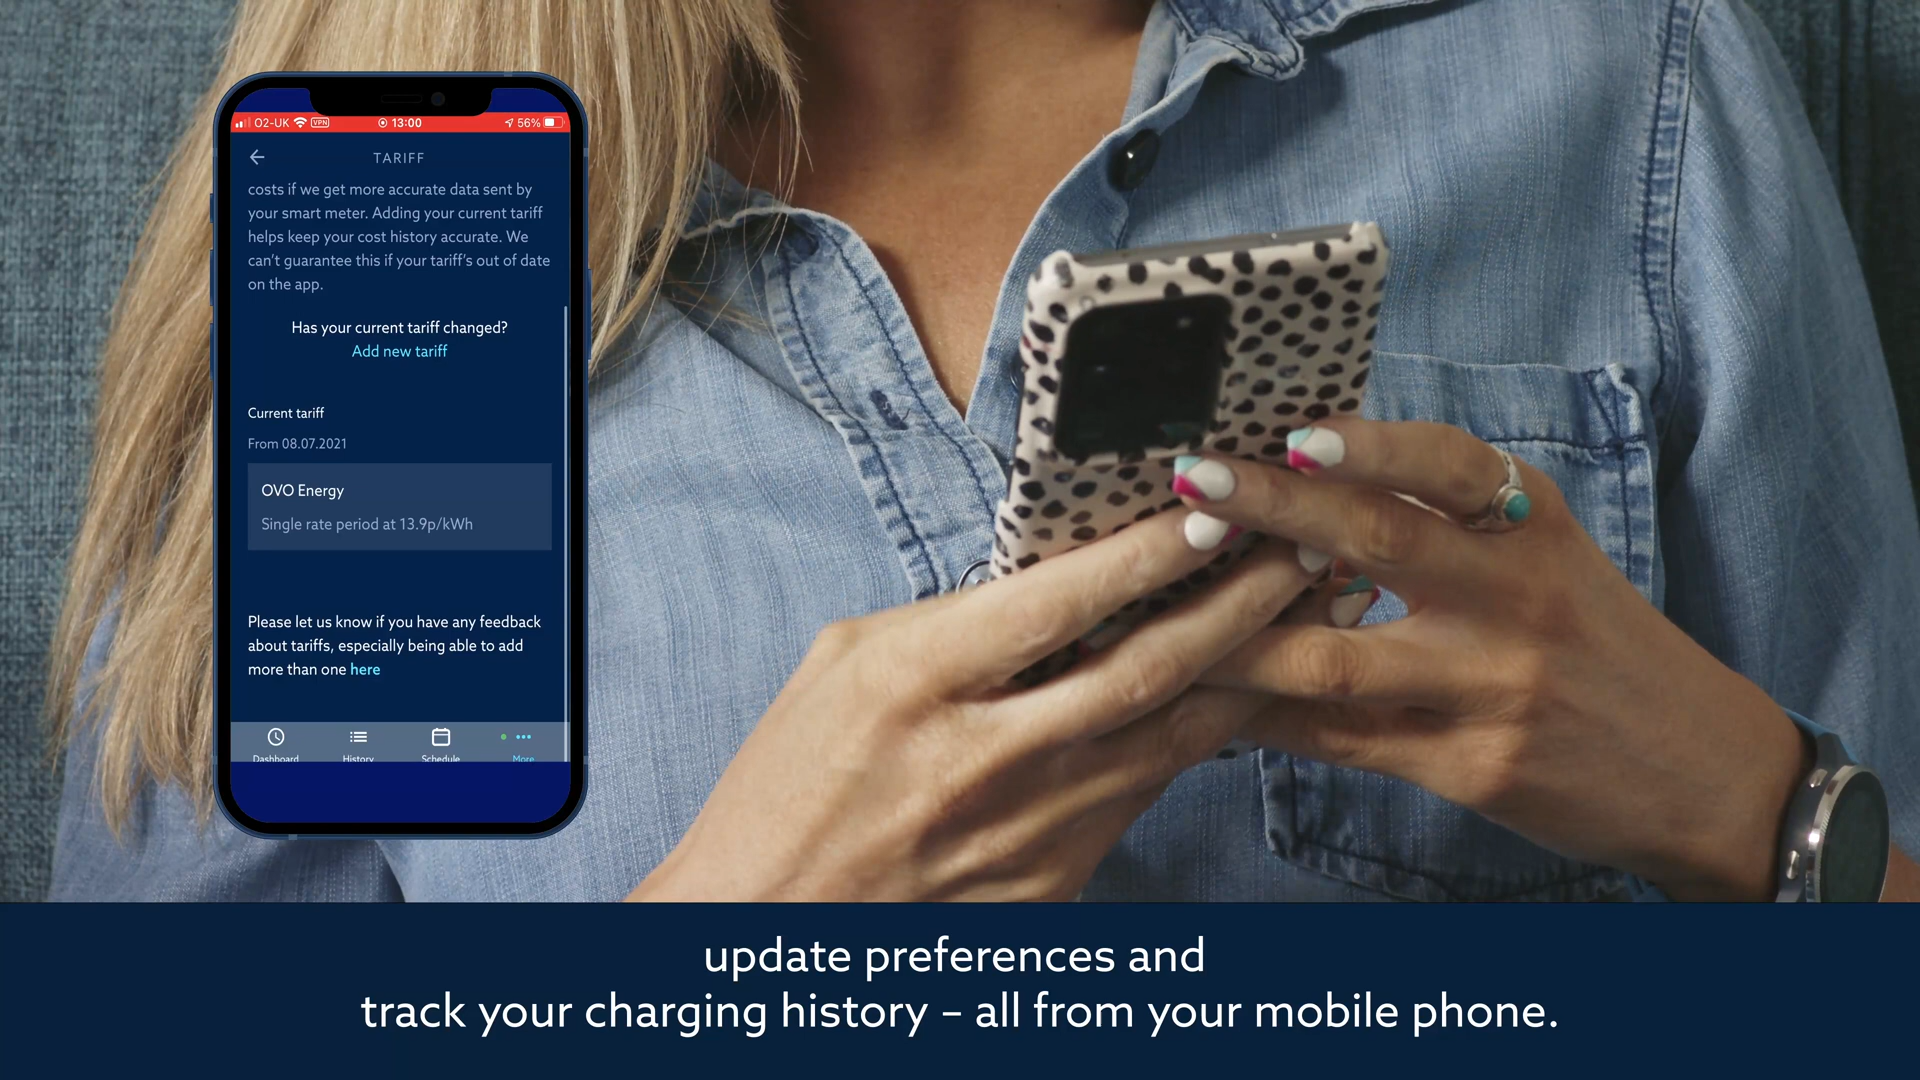 O2-UK VPN 13:00 56%
TARIFF
costs if we get more accurate data sent by
your smart meter. Adding your current tariff
helps keep your cost history accurate. We
can't guarantee this if your tariff's out of date
on the app.
Has your current tariff changed?
Add new tariff
Current tariff
From 08.07.2021
OVO Energy
Single rate period at 13.9p/kWh
Please let us know if you have any feedback
about tariffs, especially being able to add
more than one here
Dashboard History Schedule More
update preferences and
track your charging history – all from your mobile phone.